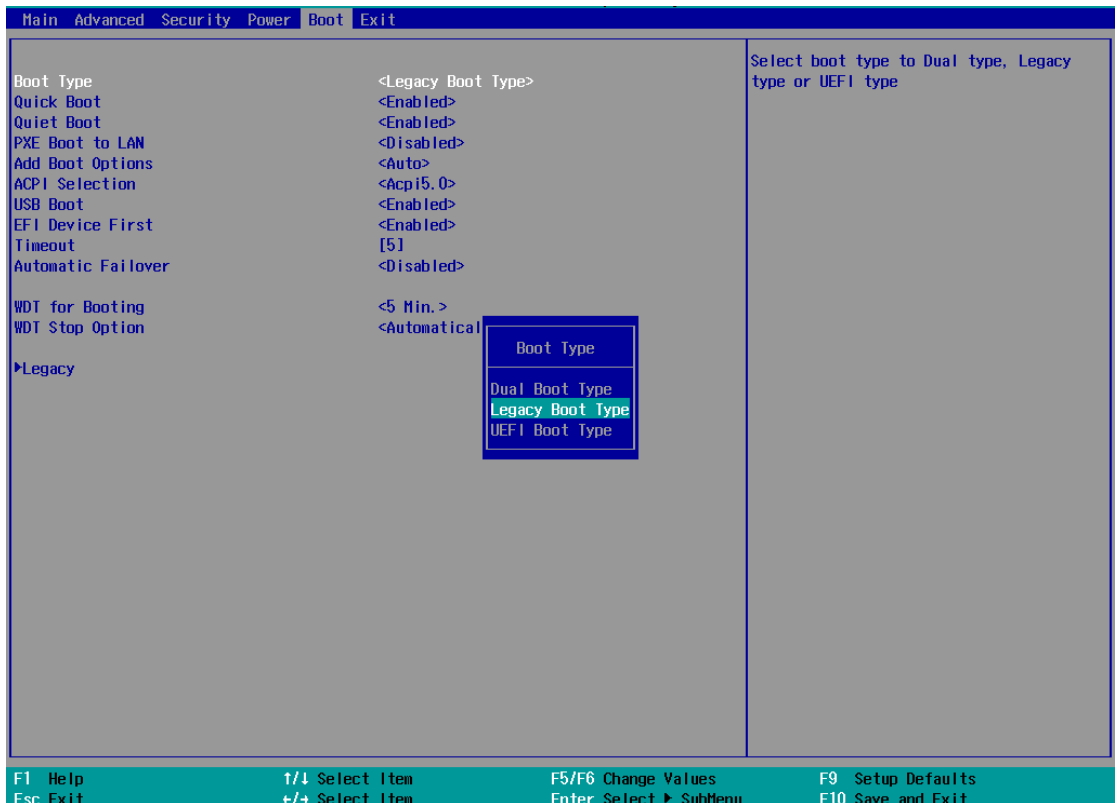 Main Advanced Security Power Boot Exit
Boot Type <Legacy Boot Type>
Quick Boot <Enabled>
Quiet Boot <Enabled>
PXE Boot to LAN <Disabled>
Add Boot Options <Auto>
ACPI Selection <Acpi5.0>
USB Boot <Enabled>
EFI Device First <Enabled>
Timeout [5]
Automatic Failover <Disabled>
WDT for Booting <5 Min.>
WDT Stop Option <Automatical
▶Legacy
Boot Type
Dual Boot Type
Legacy Boot Type
UEFI Boot Type
Select boot type to Dual type, Legacy
type or UEFI type
F1 Help ↑/↓ Select Item F5/F6 Change Values F9 Setup Defaults
Esc Exit ←/→ Select Item Enter Select ▶ SubMenu F10 Save and Exit